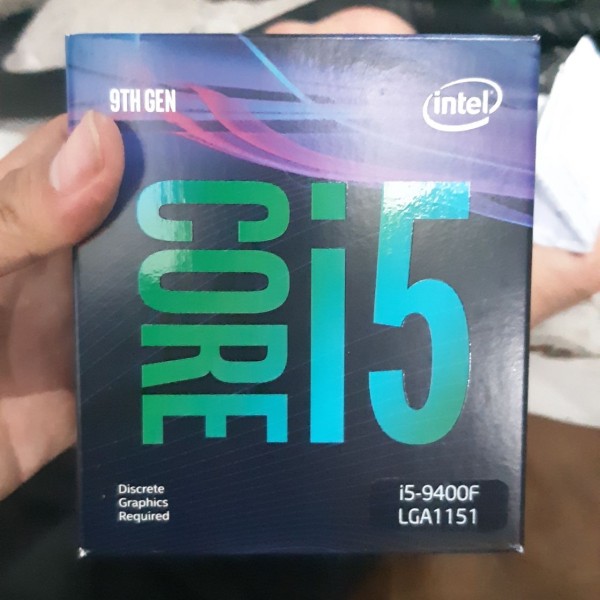 9TH GEN
intel
CORE i5
Discrete
Graphics
Required
i5-9400F
LGA1151